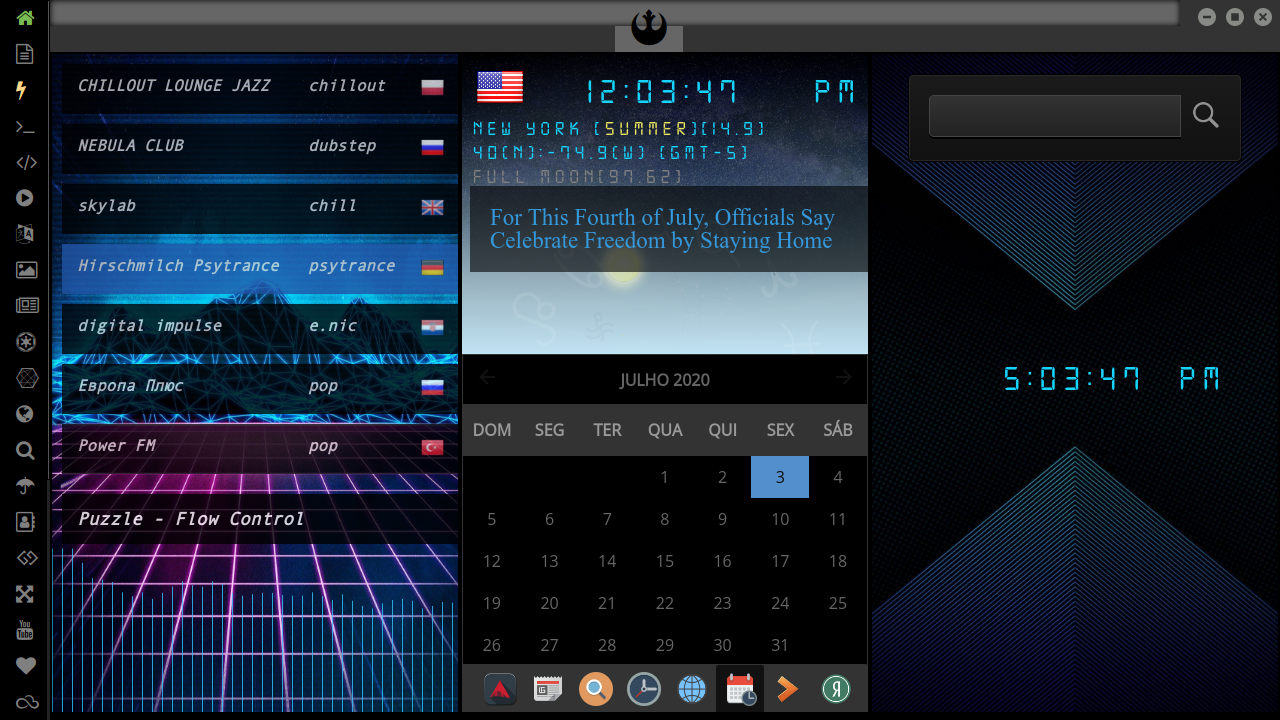 CHILLOUT LOUNGE JAZZ chillout
NEBULA CLUB dubstep
skylab chill
Hirschmilch Psytrance psytrance
digital impulse e.nic
Европа Плюс pop
Power FM pop
Puzzle - Flow Control
12:03:47 PM
NEW YORK [SUMMER][14.9]
40(N):-74.9(W) [GMT-5]
FULL MOON[97.62]
For This Fourth of July, Officials Say
Celebrate Freedom by Staying Home
JULHO 2020
DOM SEG TER QUA QUI SEX SÁB
1 2 3 4
5 6 7 8 9 10 11
12 13 14 15 16 17 18
19 20 21 22 23 24 25
26 27 28 29 30 31
5:03:47 PM
You
Tube
Я